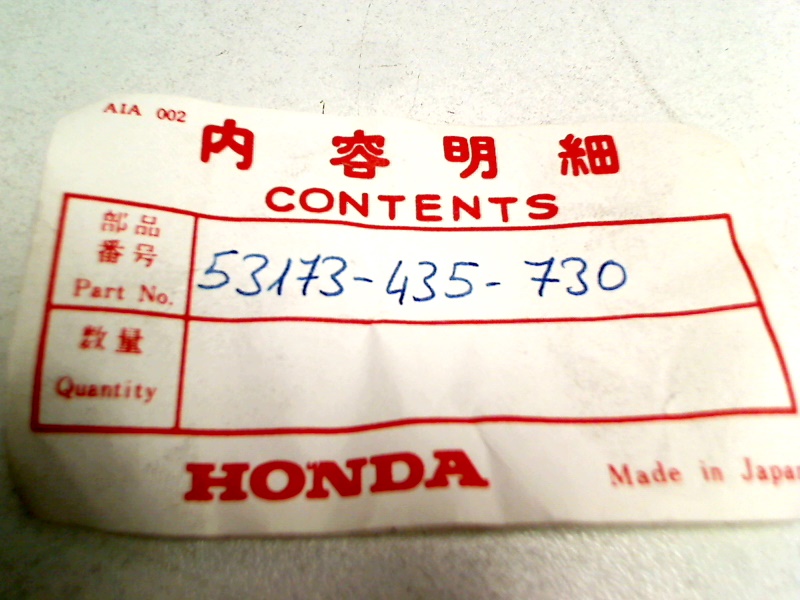 AIA 002
内容明細
CONTENTS
部品
番号
Part No.
53173-435-730
数量
Quantity
HONDA
Made in Japan